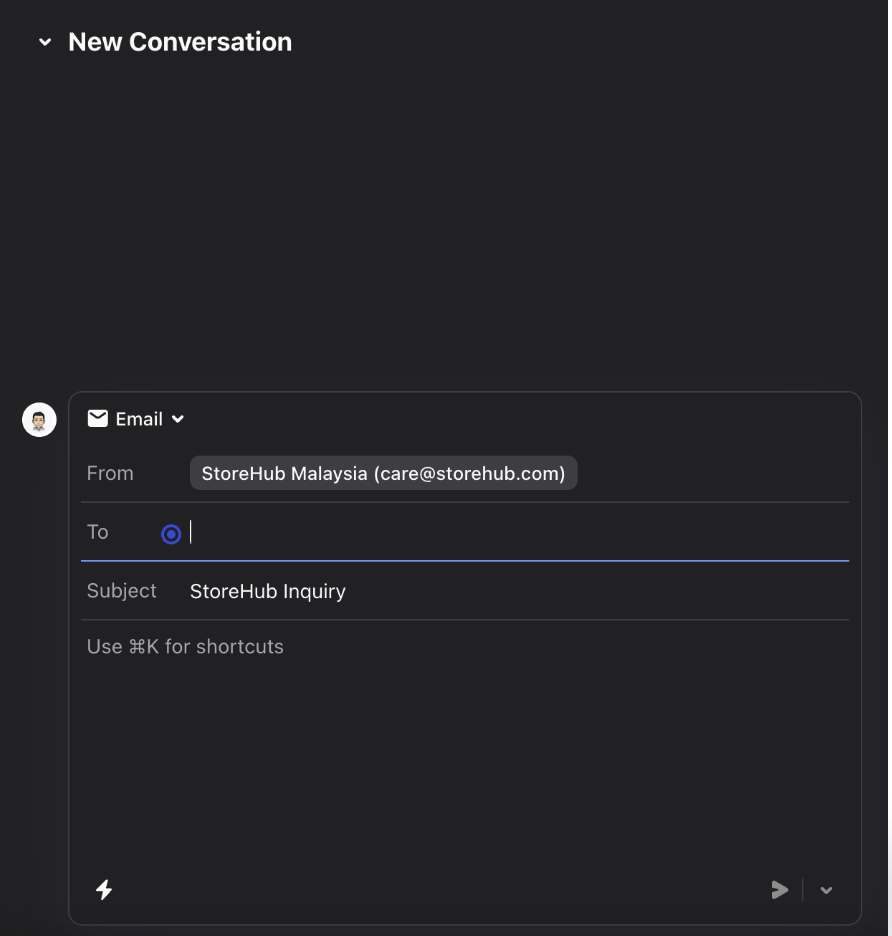 New Conversation
Email
From StoreHub Malaysia (care@storehub.com)
To
Subject StoreHub Inquiry
Use ⌘K for shortcuts